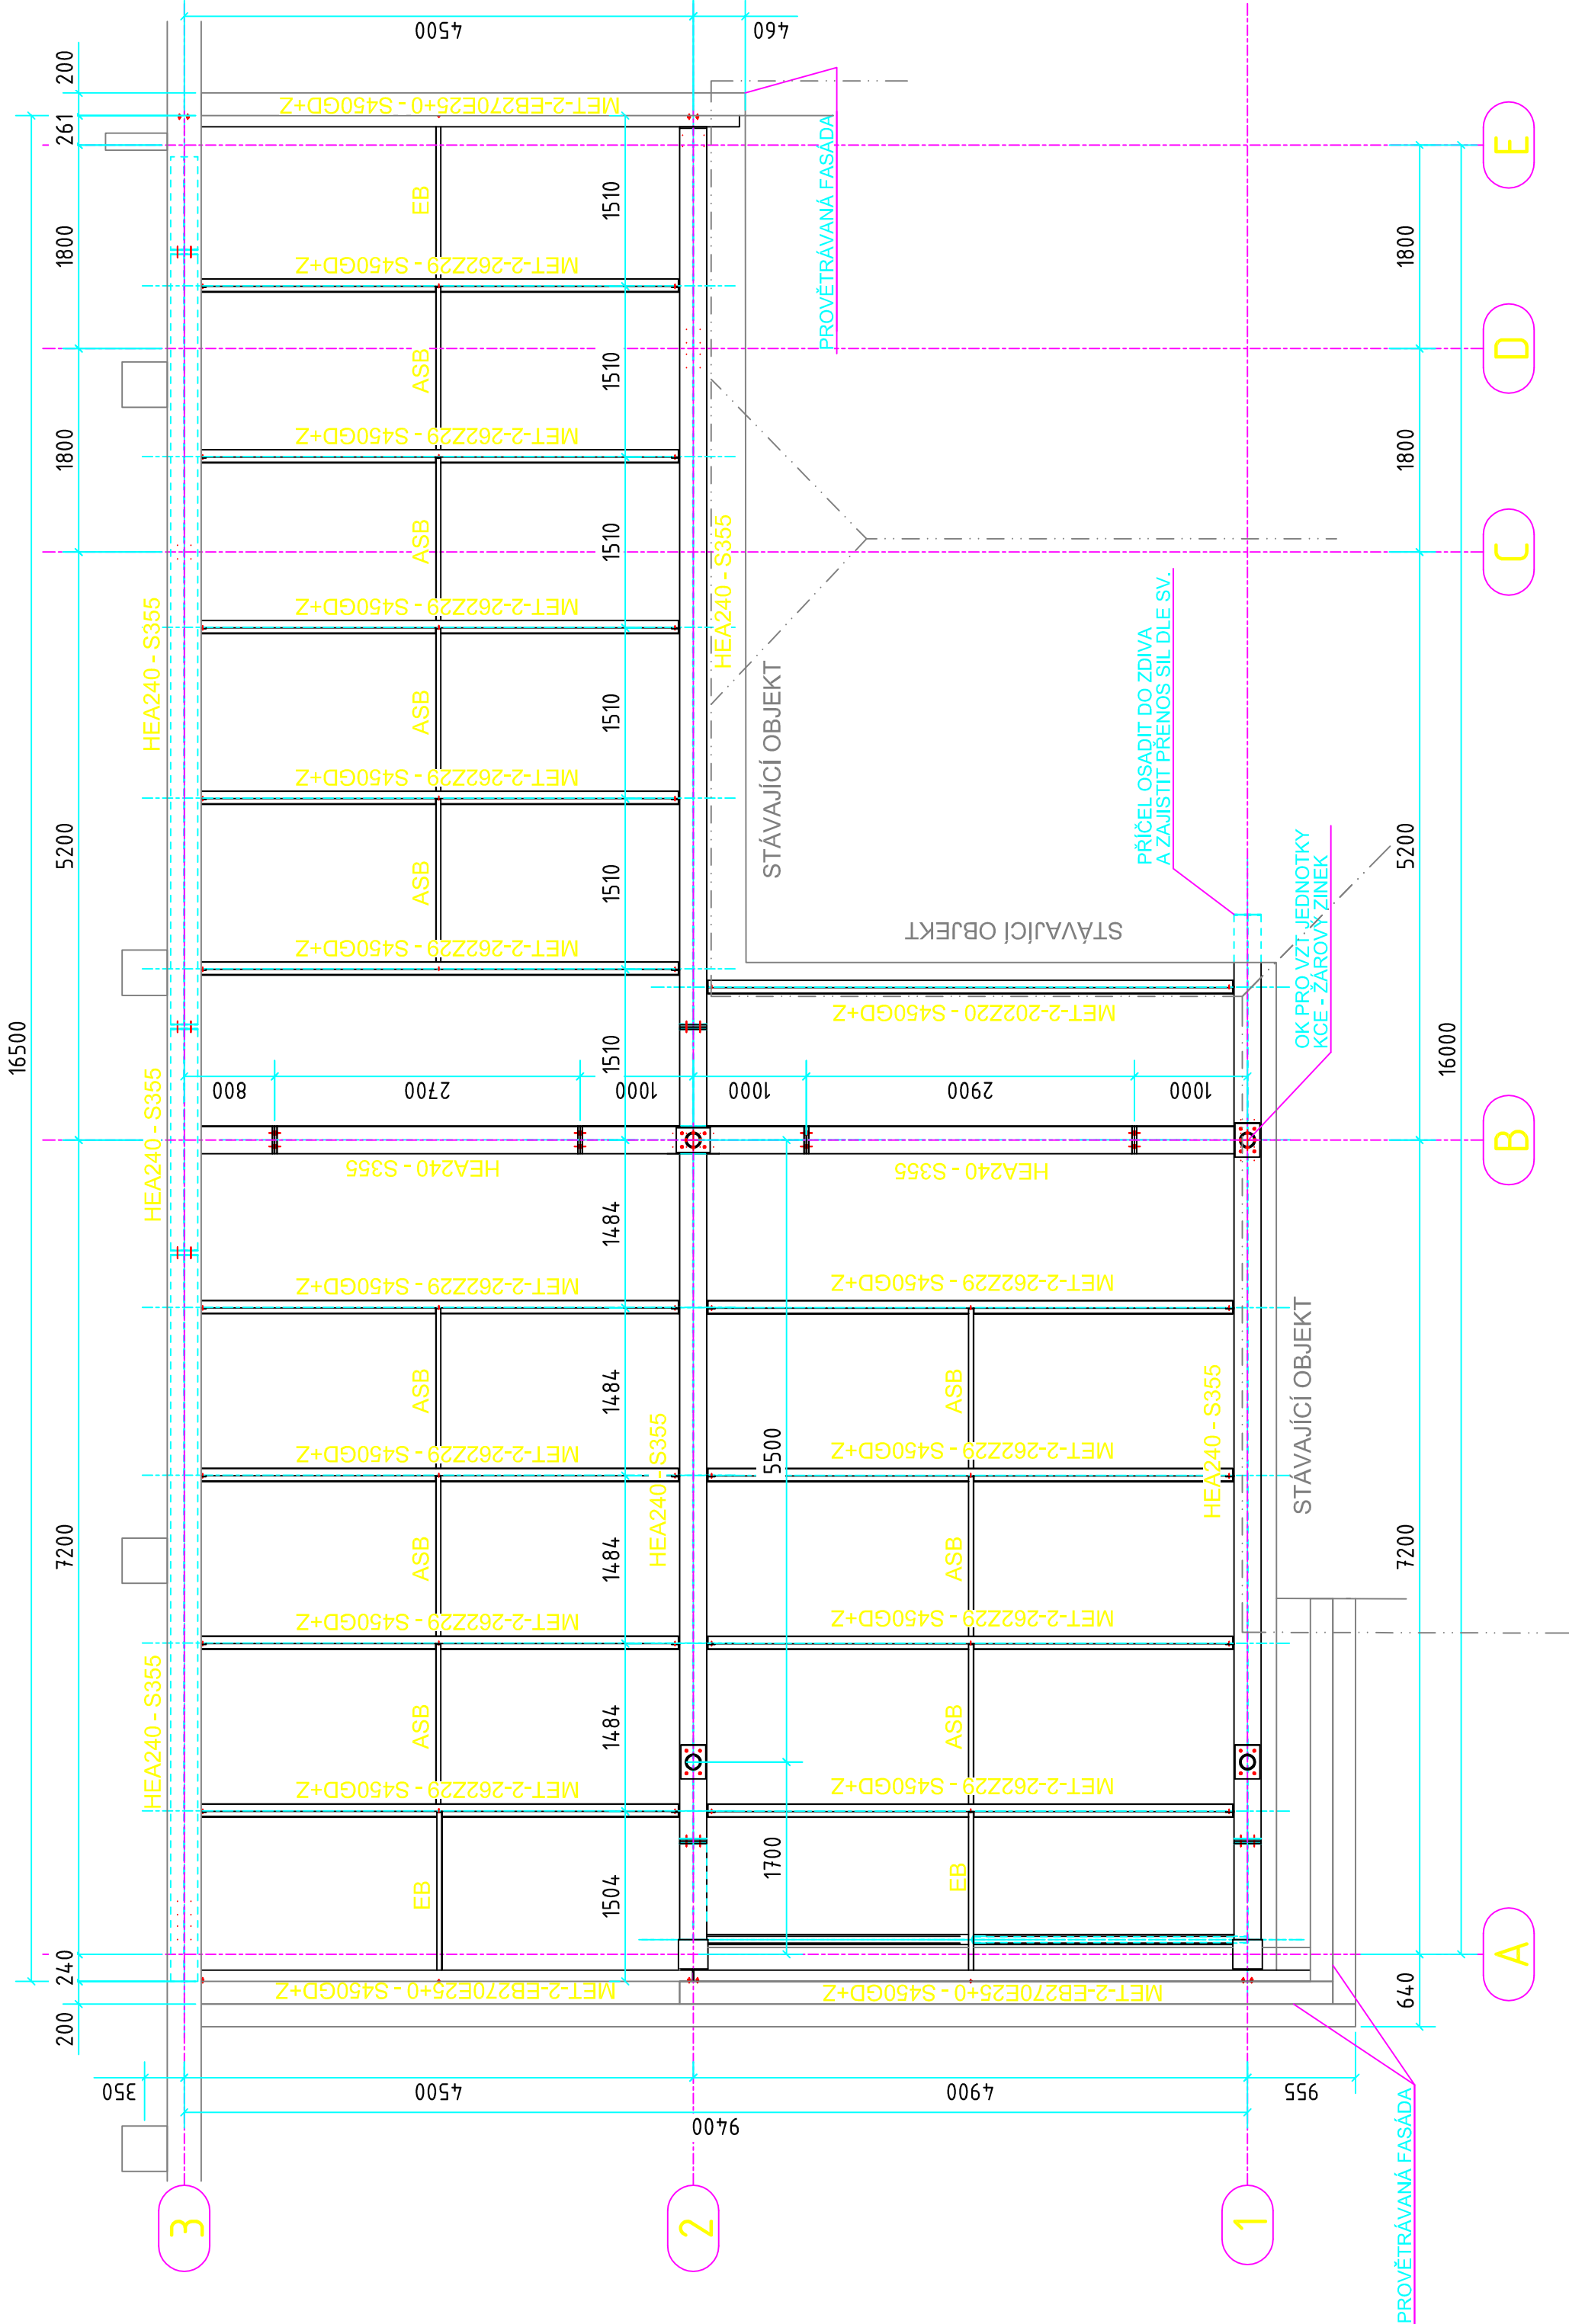 16500
200
240
7200
5200
1800
1800
261
200
350
HEA240 - S355
HEA240 - S355
HEA240 - S355
3
4500
MET-2-EB270E25+0 - S450GD+Z
MET-2-262Z29 - S450GD+Z
MET-2-262Z29 - S450GD+Z
MET-2-262Z29 - S450GD+Z
MET-2-262Z29 - S450GD+Z
HEA240 - S355
MET-2-262Z29 - S450GD+Z
MET-2-262Z29 - S450GD+Z
MET-2-262Z29 - S450GD+Z
MET-2-262Z29 - S450GD+Z
MET-2-262Z29 - S450GD+Z
MET-2-EB270E25+0 - S450GD+Z
EB
ASB
ASB
ASB
ASB
ASB
ASB
ASB
EB
800
2700
1000
4500
460
1504
1484
1484
1484
1484
1510
1510
1510
1510
1510
1510
HEA240 - S355
HEA240 - S355
2
9400
1700
5500
1000
2900
1000
STÁVAJÍCÍ OBJEKT
PROVĚTRÁVANÁ FASÁDA
4900
MET-2-EB270E25+0 - S450GD+Z
MET-2-262Z29 - S450GD+Z
MET-2-262Z29 - S450GD+Z
MET-2-262Z29 - S450GD+Z
MET-2-262Z29 - S450GD+Z
HEA240 - S355
MET-2-202Z20 - S450GD+Z
STÁVAJÍCÍ OBJEKT
EB
ASB
ASB
ASB
PŘÍČEL OSADIT DO ZDIVA
A ZAJISTIT PŘENOS SIL DLE SV.
HEA240 - S355
1
955
STÁVAJÍCÍ OBJEKT
OK PRO VZT JEDNOTKY
KCE - ŽÁROVÝ ZINEK
PROVĚTRÁVANÁ FASÁDA
640
7200
5200
1800
1800
16000
A
B
C
D
E